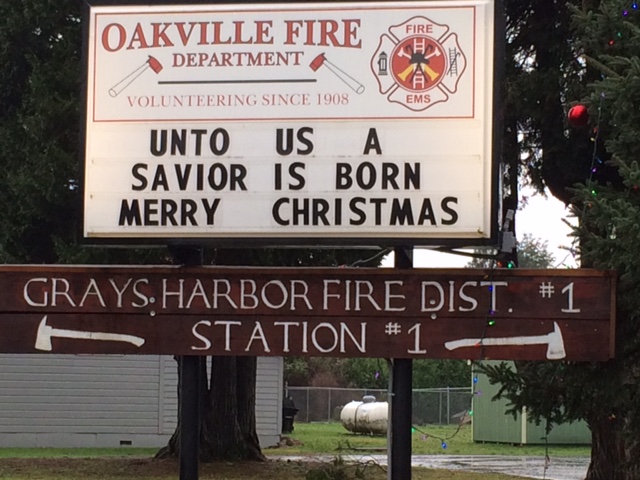 OAKVILLE FIRE
DEPARTMENT
VOLUNTEERING SINCE 1908
FIRE
EMS
UNTO US A
SAVIOR IS BORN
MERRY CHRISTMAS
GRAYS HARBOR FIRE DIST. #1
STATION #1